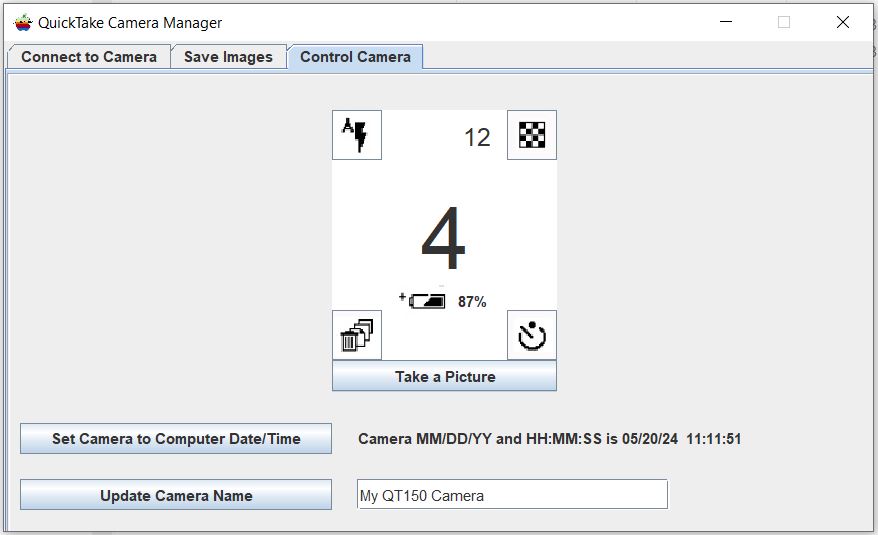 QuickTake Camera Manager
Connect to Camera Save Images Control Camera
A 12
4
87%
Take a Picture
Set Camera to Computer Date/Time Camera MM/DD/YY and HH:MM:SS is 05/20/24 11:11:51
Update Camera Name My QT150 Camera